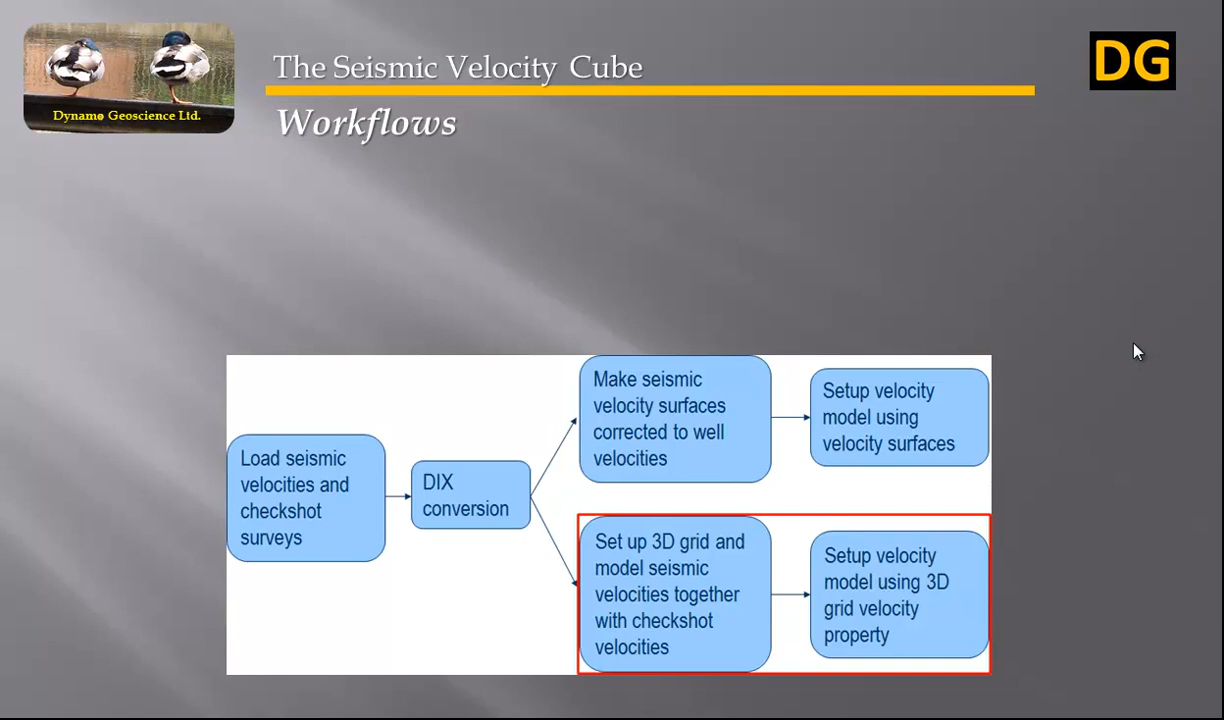 Dynamo Geoscience Ltd.
The Seismic Velocity Cube
DG
Workflows
Load seismic
velocities and
checkshot
surveys
DIX
conversion
Make seismic
velocity surfaces
corrected to well
velocities
Setup velocity
model using
velocity surfaces
Set up 3D grid and
model seismic
velocities together
with checkshot
velocities
Setup velocity
model using 3D
grid velocity
property